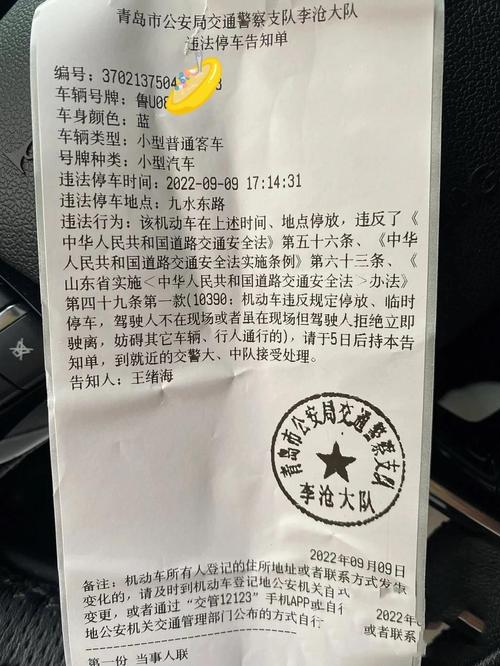 青岛市公安局交通警察支队李沧大队
违法停车告知单
编号：3702137504 3
车辆号牌：鲁U08
车身颜色：蓝
车辆类型：小型普通客车
号牌种类：小型汽车
违法停车时间：2022-09-09 17:14:31
违法停车地点：九水东路
违法行为：该机动车在上述时间、地点停放，违反了《
中华人民共和国道路交通安全法》第五十六条、《中华
人民共和国道路交通安全法实施条例》第六十三条、《
山东省实施＜中华人民共和国道路交通安全法＞办法》
第四十九条第一款(10390：机动车违反规定停放、临时
停车，驾驶人不在现场或者虽在现场但驾驶人拒绝立即
驶离，妨碍其它车辆、行人通行的)，请于5日后持本告
知单，到就近的交警大、中队接受处理。
告知人：王绪海
青岛市公安局交通警察支队
李沧大队
2022年09月09日
备注：机动车所有人登记的住所地址或者联系方式发生
变化的，请及时到机动车登记地公安机关
变更，或者通过“交管12123”手机APP或
地公安机关交通管理部门公布的方式自行
2022年
或者联系
第一份 当事人联